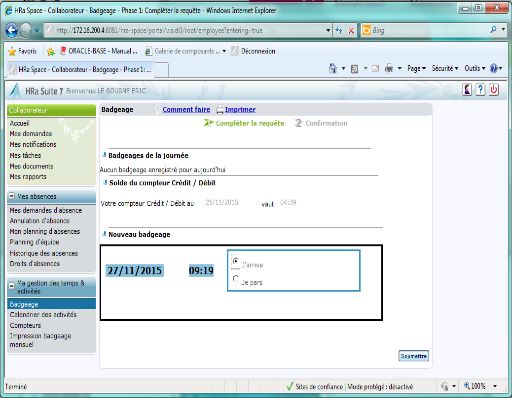 HRa Space - Collaborateur - Badgeage - Phase 1: Compléter la requête - Windows Internet Explorer
http://172.16.200.4:8081/hra-space/portal/wsid0/root/employee?entering=true
Bing
Favoris ORACLE-BASE - Manual ... Galerie de composants ... Déconnexion
HRa Space - Collaborateur - Badgeage - Phase 1: ...
Page Sécurité Outils
HRa Suite 7 Bienvenue LE SOURNE ERIC
Collaborateur
Accueil
Mes demandes
Mes notifications
Mes tâches
Mes documents
Mes rapports
Mes absences
Mes demandes d'absence
Annulation d'absence
Mon planning d'absences
Planning d'équipe
Historique des absences
Droits d'absences
Ma gestion des temps &
activités
Badgeage
Calendrier des activités
Compteurs
Impression badgeage
mensuel
Badgeage Comment faire Imprimer
1 Compléter la requête 2 Confirmation
Badgeages de la journée
Aucun badgeage enregistré pour aujourd'hui
Solde du compteur Crédit / Débit
Votre compteur Crédit / Débit au 26/11/2015 vaut 04:39
Nouveau badgeage
27/11/2015 09:19
J'arrive
Je pars
Soumettre
Terminé
Sites de confiance | Mode protégé : désactivé
100%